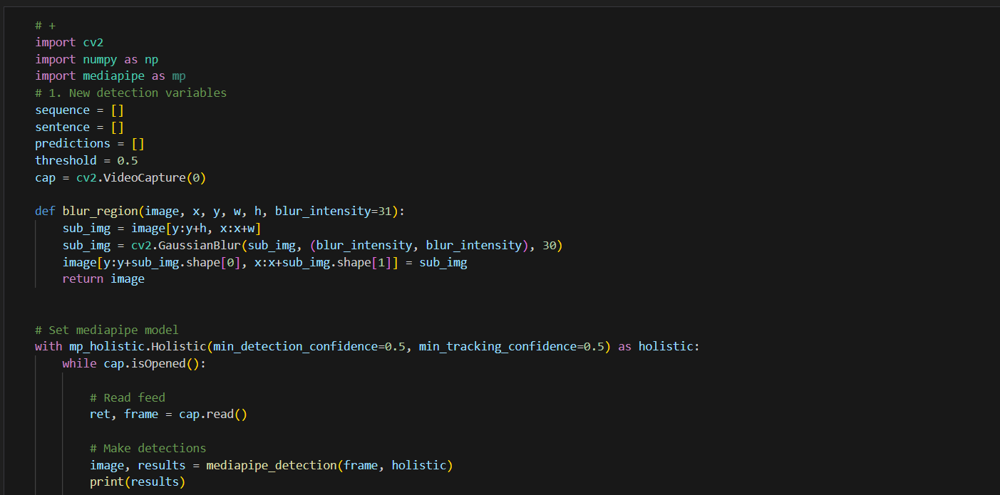 # +
import cv2
import numpy as np
import mediapipe as mp
# 1. New detection variables
sequence = []
sentence = []
predictions = []
threshold = 0.5
cap = cv2.VideoCapture(0)
def blur_region(image, x, y, w, h, blur_intensity=31):
    sub_img = image[y:y+h, x:x+w]
    sub_img = cv2.GaussianBlur(sub_img, (blur_intensity, blur_intensity), 30)
    image[y:y+sub_img.shape[0], x:x+sub_img.shape[1]] = sub_img
    return image
# Set mediapipe model
with mp_holistic.Holistic(min_detection_confidence=0.5, min_tracking_confidence=0.5) as holistic:
    while cap.isOpened():
        # Read feed
        ret, frame = cap.read()
        # Make detections
        image, results = mediapipe_detection(frame, holistic)
        print(results)